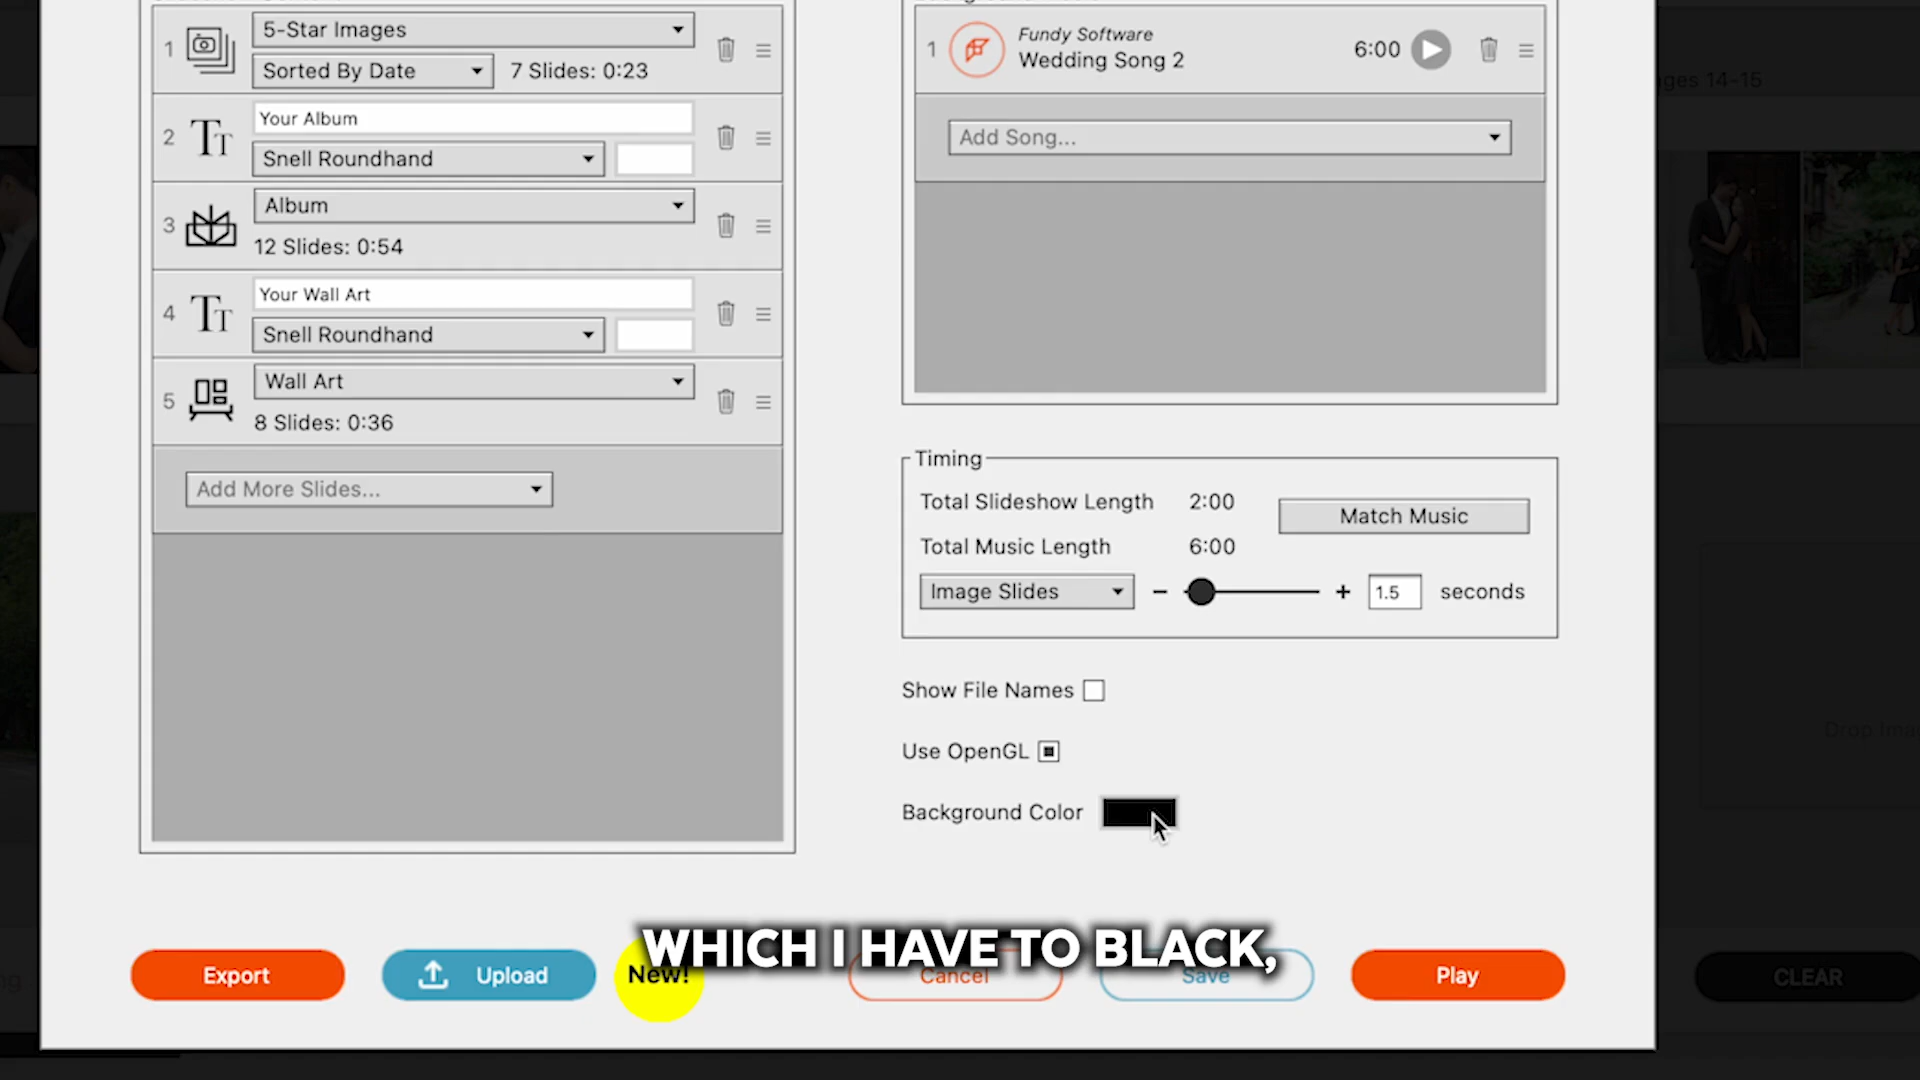 1
5-Star Images
Sorted By Date
7 Slides: 0:23
2
Your Album
Snell Roundhand
3
Album
12 Slides: 0:54
4
Your Wall Art
Snell Roundhand
5
Wall Art
8 Slides: 0:36
Add More Slides...
1
Fundy Software
Wedding Song 2
6:00
Add Song...
Timing
Total Slideshow Length 2:00
Match Music
Total Music Length 6:00
Image Slides
1.5 seconds
Show File Names
Use OpenGL
Background Color
WHICH I HAVE TO BLACK,
Export
Upload
New!
Cancel
Save
Play
CLEAR
14-15
Drop